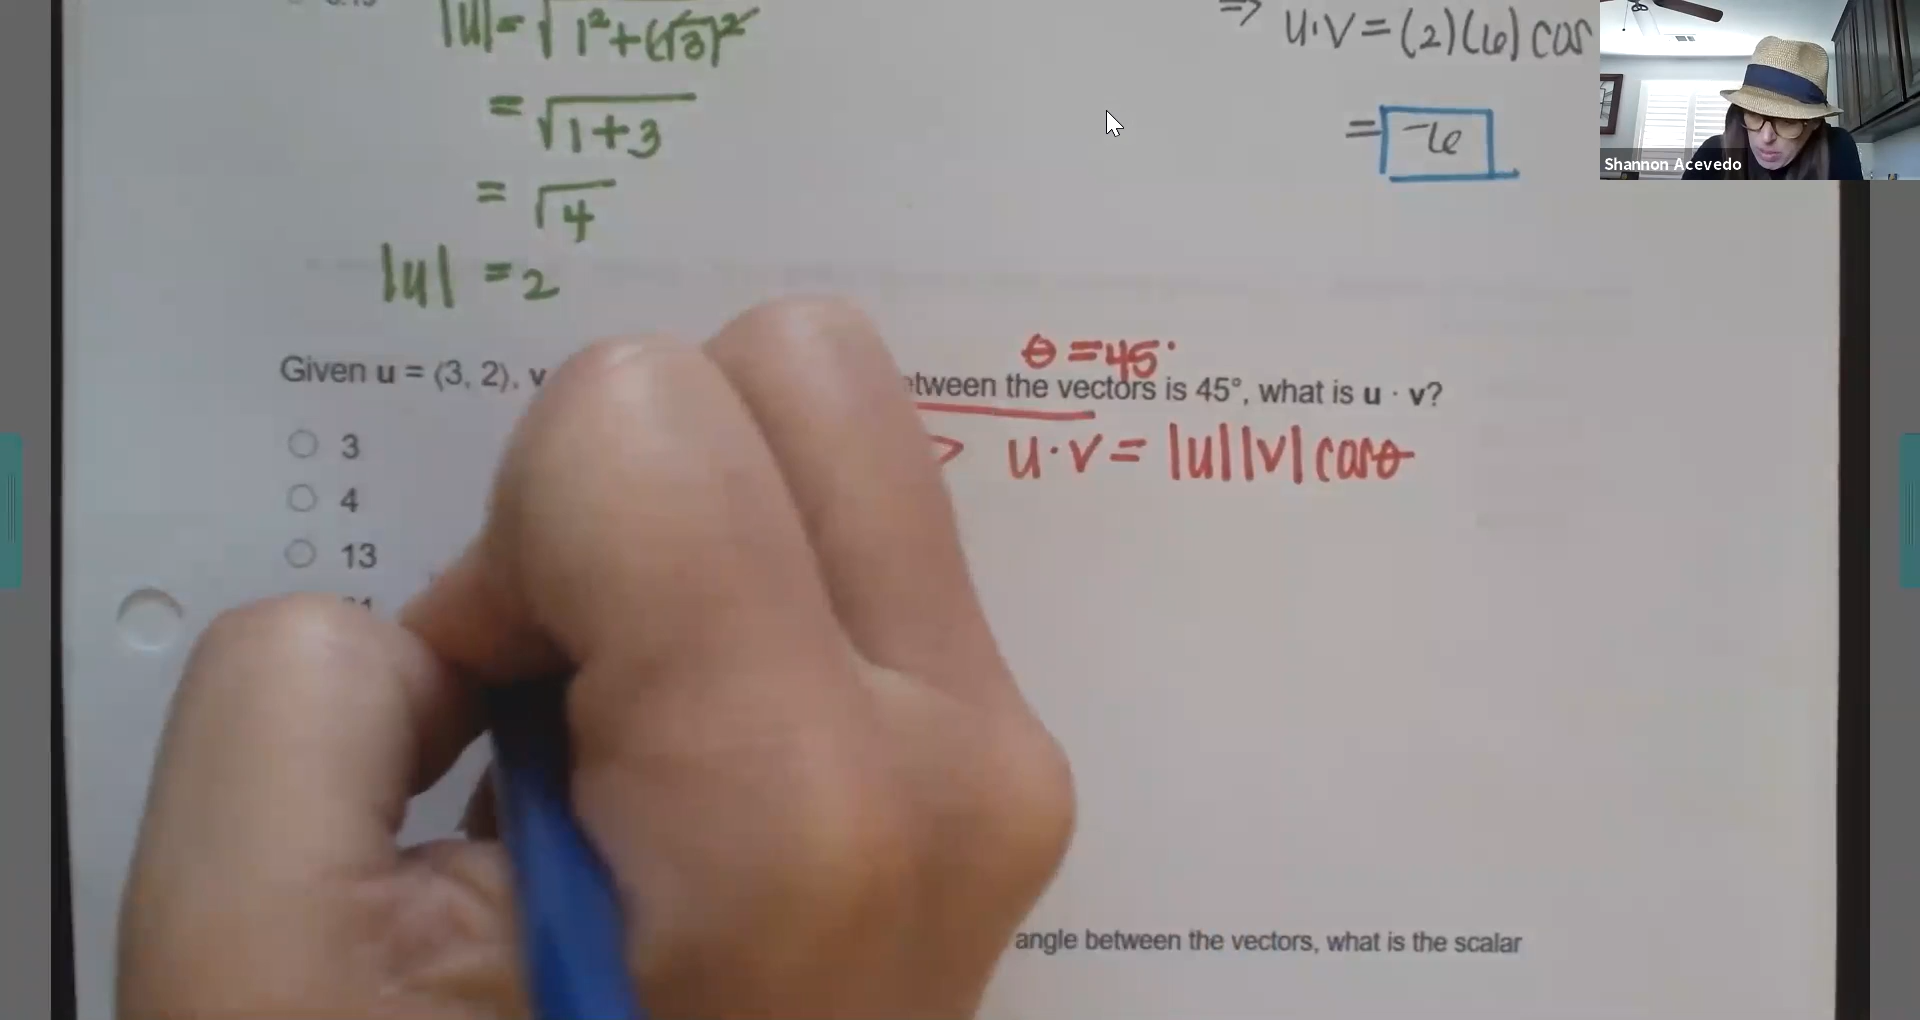 |u| = √1²+(√3)²
⇒ u·v = (2)(6) cos
= √1+3
= -6
Shannon Acevedo
= √4
|u| = 2
θ = 45°
Given u = ⟨3, 2⟩, v between the vectors is 45°, what is u · v?
3
u·v = |u||v| cosθ
4
13
angle between the vectors, what is the scalar